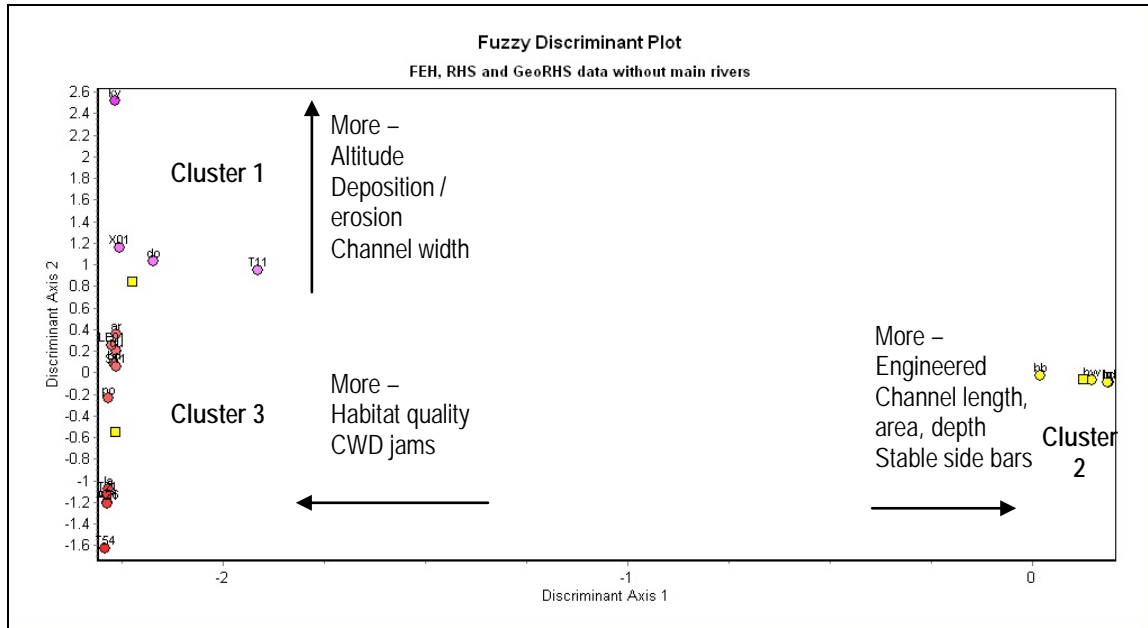 Fuzzy Discriminant Plot
FEH, RHS and GeoRHS data without main rivers
2.6
2.4
2.2
2
1.8
1.6
1.4
1.2
1
0.8
0.6
0.4
0.2
0
-0.2
-0.4
-0.6
-0.8
-1
-1.2
-1.4
-1.6
Discriminant Axis 2
Cluster 1
More –
Altitude
Deposition /
erosion
Channel width
X01
do
T11
ar
po
T54
Cluster 3
More –
Habitat quality
CWD jams
More –
Engineered
Channel length,
area, depth
Stable side bars
bb
bw
Cluster
2
-2
-1
0
Discriminant Axis 1